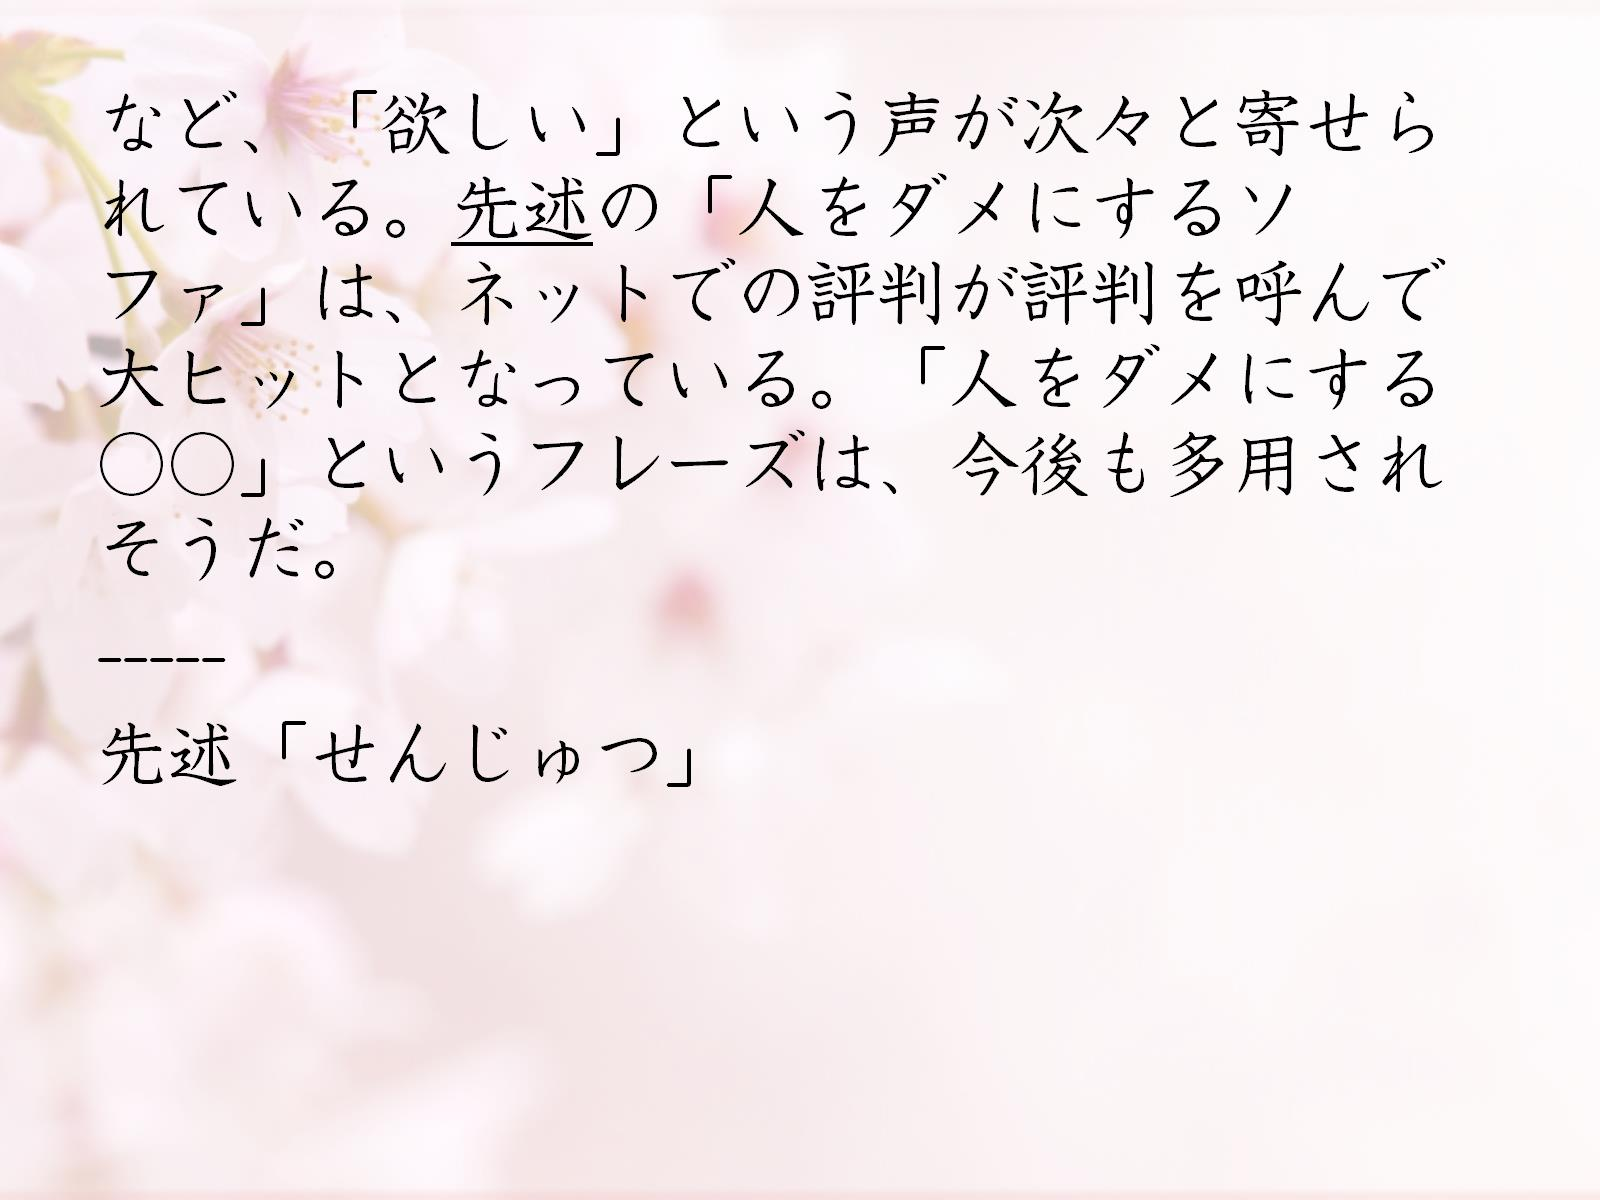 など、「欲しい」という声が次々と寄せら
れている。先述の「人をダメにするソ
ファ」は、ネットでの評判が評判を呼んで
大ヒットとなっている。「人をダメにする
○○」というフレーズは、今後も多用され
そうだ。
-----
先述「せんじゅつ」